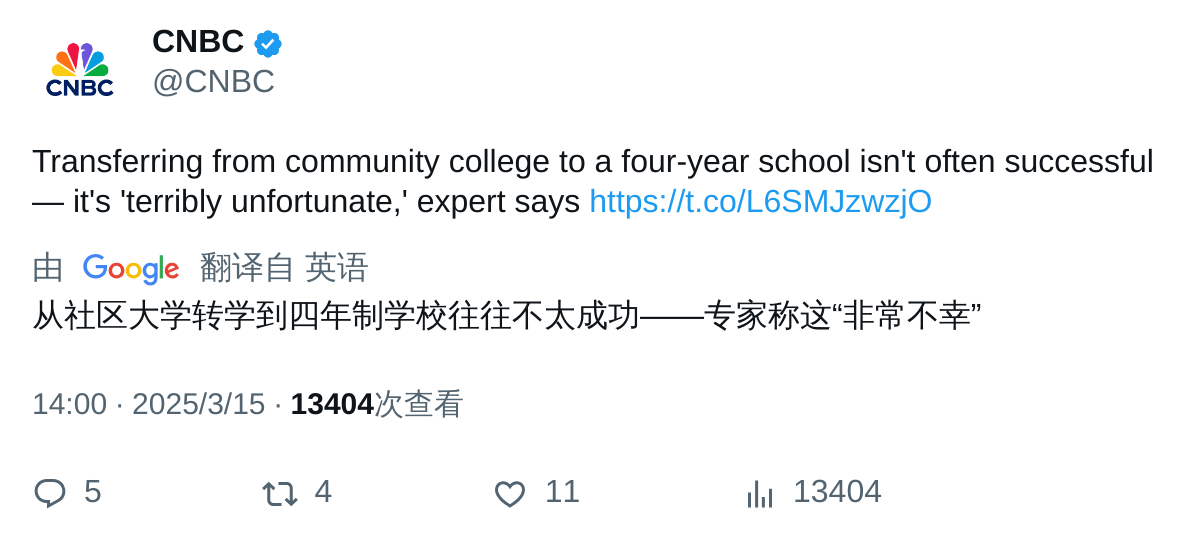 CNBC
CNBC
@CNBC
Transferring from community college to a four-year school isn't often successful
— it's 'terribly unfortunate,' expert says https://t.co/L6SMJzwzjO
由 Google 翻译自 英语
从社区大学转学到四年制学校往往不太成功——专家称这“非常不幸”
14:00 · 2025/3/15 · 13404次查看
5 4 11 13404